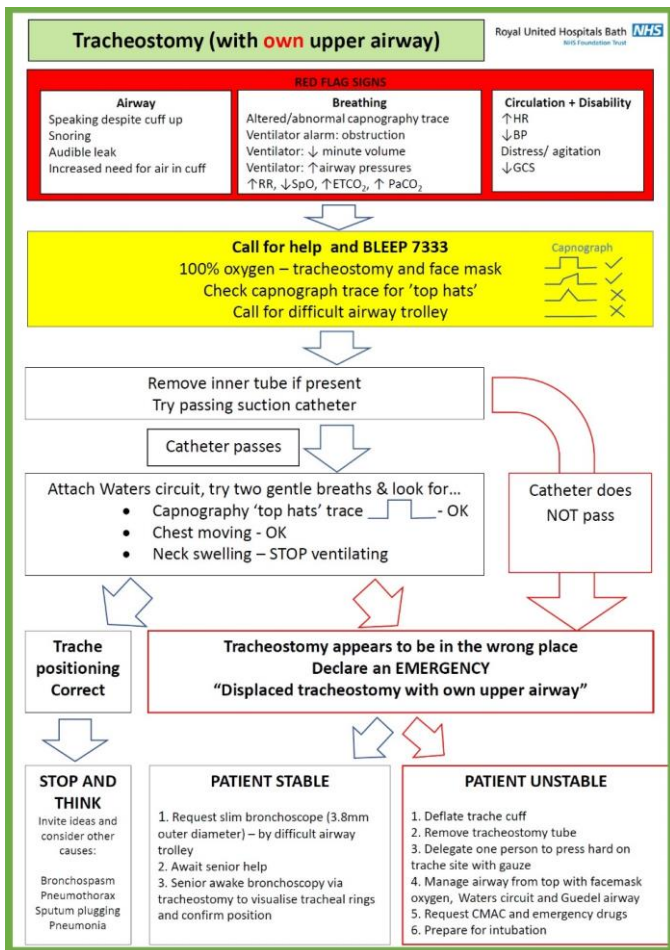 Tracheostomy (with own upper airway)
Royal United Hospitals Bath NHS
NHS Foundation Trust
RED FLAG SIGNS
Airway
Speaking despite cuff up
Snoring
Audible leak
Increased need for air in cuff
Breathing
Altered/abnormal capnography trace
Ventilator alarm: obstruction
Ventilator: ↓ minute volume
Ventilator: ↑airway pressures
↑RR, ↓SpO, ↑ETCO₂, ↑ PaCO₂
Circulation + Disability
↑HR
↓BP
Distress/ agitation
↓GCS
Call for help and BLEEP 7333
100% oxygen – tracheostomy and face mask
Check capnograph trace for 'top hats'
Call for difficult airway trolley
Capnograph
Remove inner tube if present
Try passing suction catheter
Catheter passes
Catheter does
NOT pass
Attach Waters circuit, try two gentle breaths & look for...
• Capnography 'top hats' trace - OK
• Chest moving - OK
• Neck swelling – STOP ventilating
Trache
positioning
Correct
Tracheostomy appears to be in the wrong place
Declare an EMERGENCY
"Displaced tracheostomy with own upper airway"
STOP AND
THINK
Invite ideas and
consider other
causes:
Bronchospasm
Pneumothorax
Sputum plugging
Pneumonia
PATIENT STABLE
1. Request slim bronchoscope (3.8mm
outer diameter) – by difficult airway
trolley
2. Await senior help
3. Senior awake bronchoscopy via
tracheostomy to visualise tracheal rings
and confirm position
PATIENT UNSTABLE
1. Deflate trache cuff
2. Remove tracheostomy tube
3. Delegate one person to press hard on
trache site with gauze
4. Manage airway from top with facemask
oxygen, Waters circuit and Guedel airway
5. Request CMAC and emergency drugs
6. Prepare for intubation